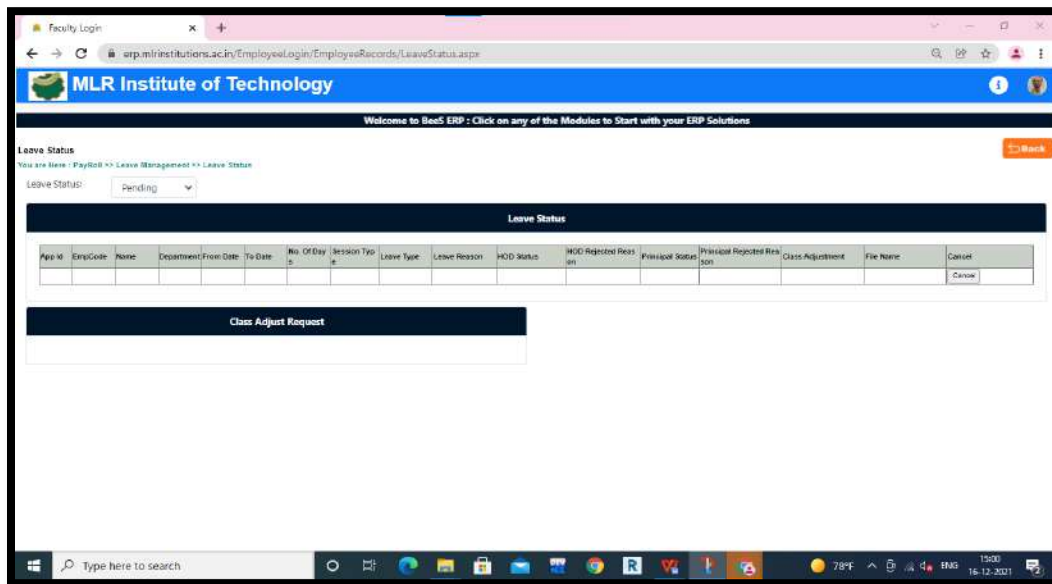 Faculty Login
erp.mlrinstitutions.ac.in/EmployeeLogin/EmployeeRecords/LeaveStatus.aspx
MLR Institute of Technology
Welcome to BeeS ERP : Click on any of the Modules to Start with your ERP Solutions
Leave Status
Back
You are Here : PayRoll => Leave Management => Leave Status
Leave Status:
Pending
Leave Status
App Id EmpCode Name Department From Date To Date No. Of Days Session Type Leave Type Leave Reason HOD Status HOD Rejected Reason Principal Status Principal Rejected Reason Class Adjustment File Name Cancel
Cancel
Class Adjust Request
Type here to search
78°F
ENG
15:00
16-12-2021